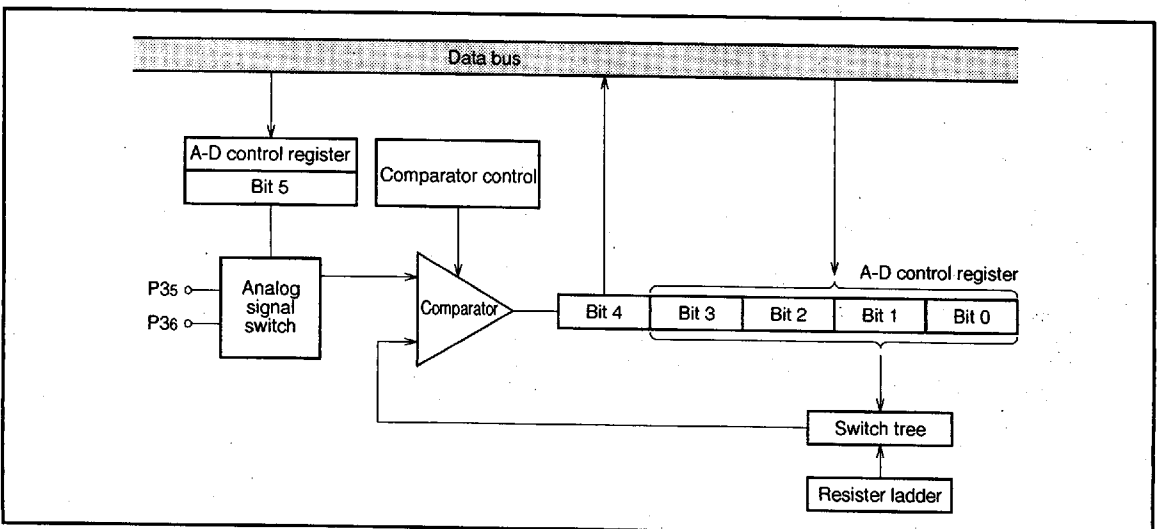 Data bus
A-D control register
Bit 5
Comparator control
P35
P36
Analog
signal
switch
Comparator
A-D control register
Bit 4
Bit 3
Bit 2
Bit 1
Bit 0
Switch tree
Resister ladder